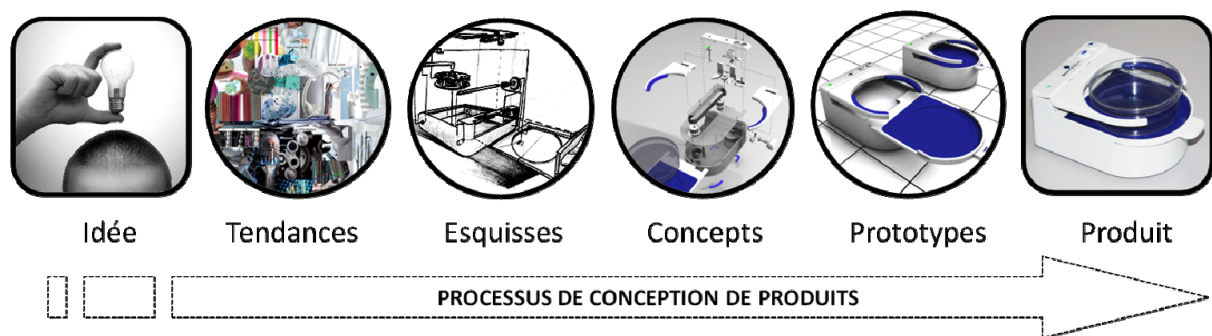 Idée Tendances Esquisses Concepts Prototypes Produit
PROCESSUS DE CONCEPTION DE PRODUITS